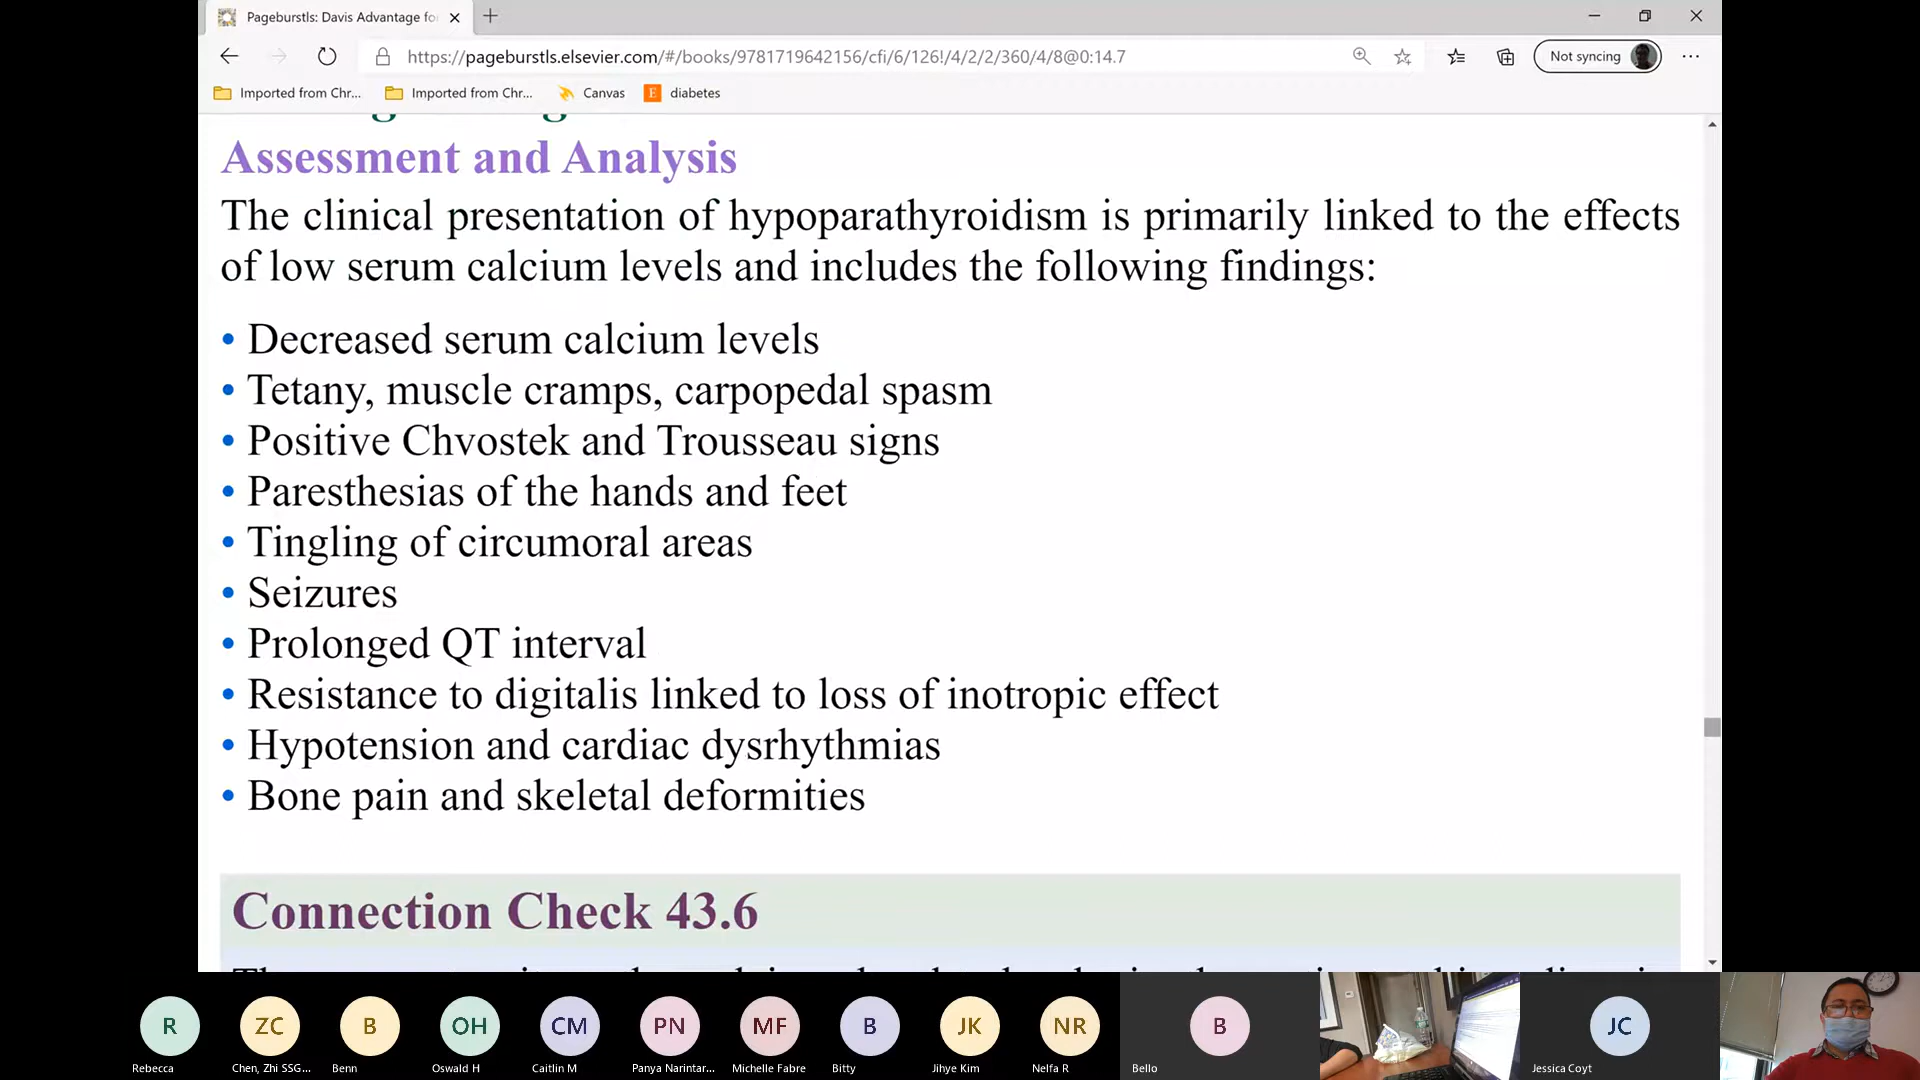 Pageburstls: Davis Advantage fo
https://pageburstls.elsevier.com/#/books/9781719642156/cfi/6/126!/4/2/2/360/4/8@0:14.7
Not syncing
Imported from Chr...
Imported from Chr...
Canvas
E
diabetes
Assessment and Analysis
The clinical presentation of hypoparathyroidism is primarily linked to the effects
of low serum calcium levels and includes the following findings:
• Decreased serum calcium levels
• Tetany, muscle cramps, carpopedal spasm
• Positive Chvostek and Trousseau signs
• Paresthesias of the hands and feet
• Tingling of circumoral areas
• Seizures
• Prolonged QT interval
• Resistance to digitalis linked to loss of inotropic effect
• Hypotension and cardiac dysrhythmias
• Bone pain and skeletal deformities
Connection Check 43.6
R
ZC
B
OH
CM
PN
MF
B
JK
NR
B
JC
Rebecca
Chen, Zhi SSG...
Benn
Oswald H
Caitlin M
Panya Narintar...
Michelle Fabre
Bitty
Jihye Kim
Nelfa R
Bello
Jessica Coyt